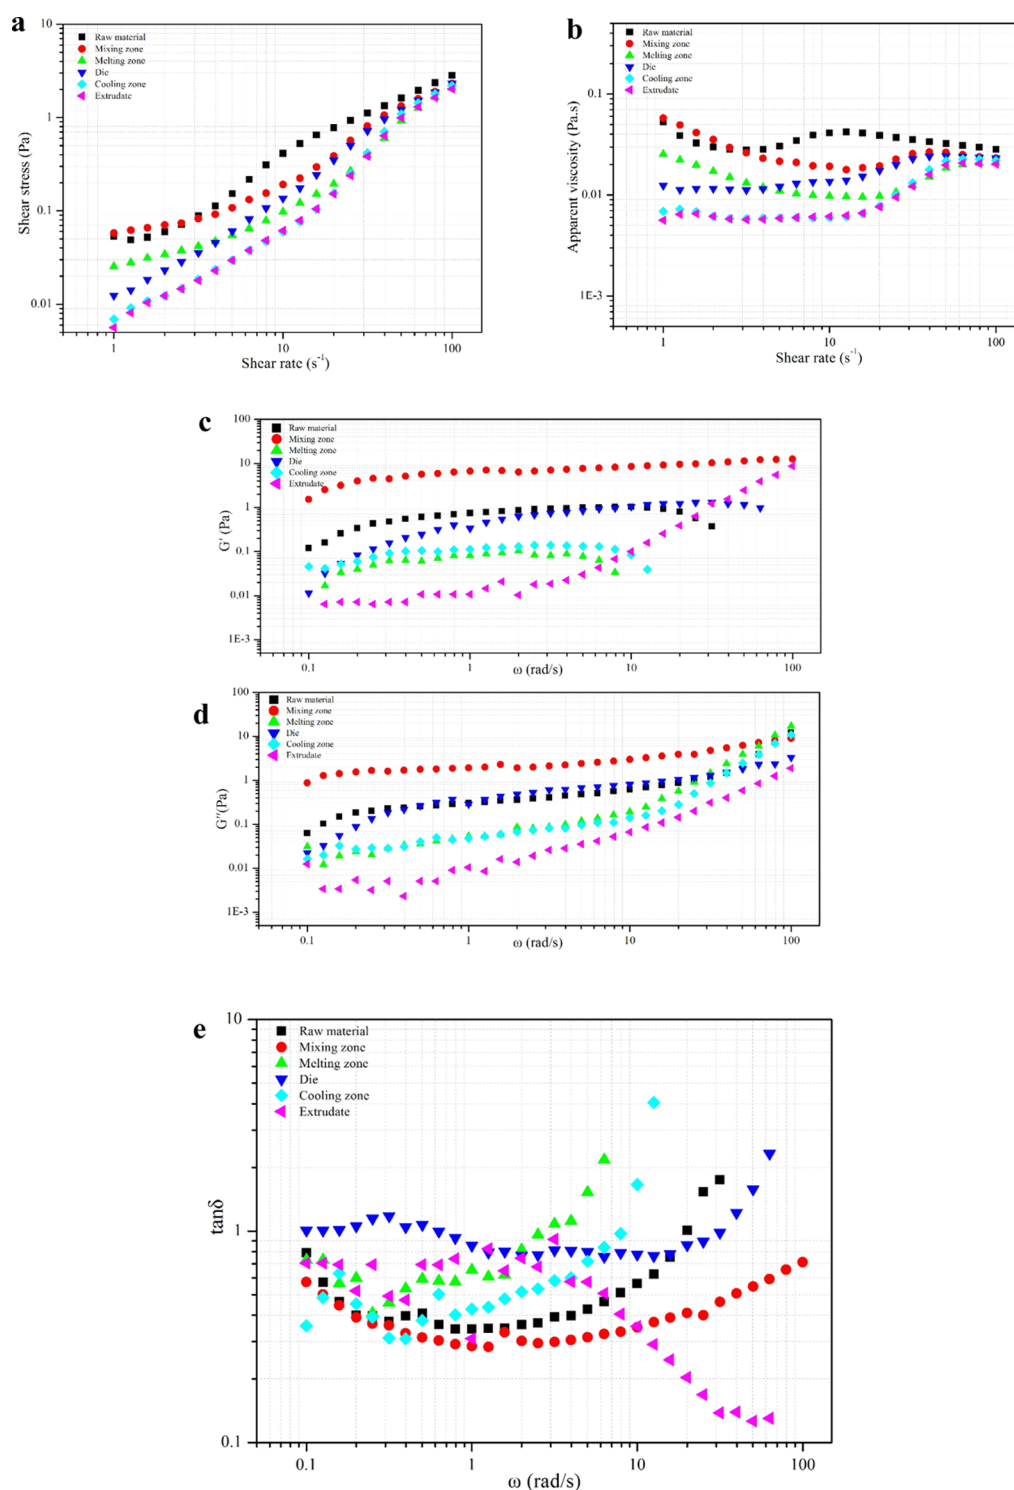 a
10
1
0.1
0.01
Shear stress (Pa)
Raw material
Mixing zone
Melting zone
Die
Cooling zone
Extrudate
1
10
100
Shear rate (s⁻¹)
b
0.1
0.01
1E-3
Apparent viscosity (Pa.s)
Raw material
Mixing zone
Melting zone
Die
Cooling zone
Extrudate
1
10
100
Shear rate (s⁻¹)
c
100
10
1
0.1
0.01
1E-3
G' (Pa)
Raw material
Mixing zone
Melting zone
Die
Cooling zone
Extrudate
0.1
1
10
100
ω (rad/s)
d
100
10
1
0.1
0.01
1E-3
G''(Pa)
Raw material
Mixing zone
Melting zone
Die
Cooling zone
Extrudate
0.1
1
10
100
ω (rad/s)
e
10
1
0.1
tanδ
Raw material
Mixing zone
Melting zone
Die
Cooling zone
Extrudate
0.1
1
10
100
ω (rad/s)